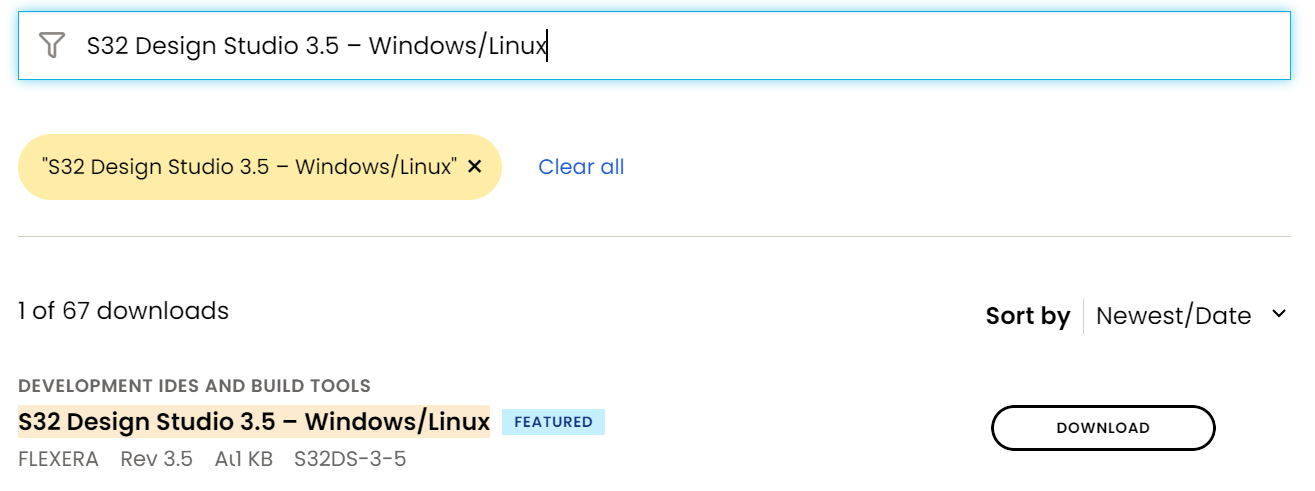 S32 Design Studio 3.5 – Windows/Linux
"S32 Design Studio 3.5 – Windows/Linux" × Clear all
1 of 67 downloads
Sort by Newest/Date
DEVELOPMENT IDES AND BUILD TOOLS
S32 Design Studio 3.5 – Windows/Linux FEATURED
DOWNLOAD
FLEXERA Rev 3.5 KB S32DS-3-5